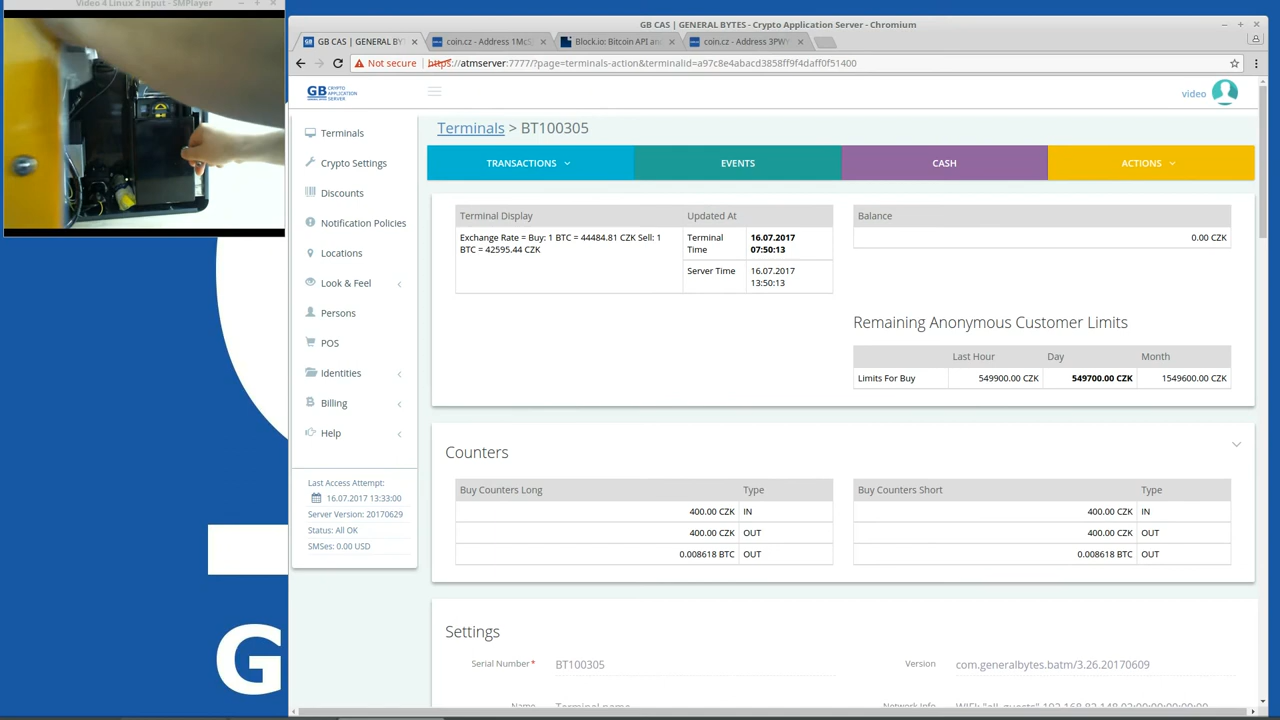 Video 4 Linux 2 input - SMPlayer
GB CAS | GENERAL BYTES - Crypto Application Server - Chromium
GB CAS | GENERAL BYT
coin.cz - Address 1McS
Block.io: Bitcoin API an
coin.cz - Address 3PW
Not secure
https://atmserver:7777/?page=terminals-action&terminalid=a97c8e4abacd3858ff9f4daff0f51400
GB CRYPTO APPLICATION SERVER
video
Terminals
Crypto Settings
Discounts
Notification Policies
Locations
Look & Feel
Persons
POS
Identities
Billing
Help
Last Access Attempt:
16.07.2017 13:33:00
Server Version: 20170629
Status: All OK
SMSes: 0.00 USD
Terminals > BT100305
TRANSACTIONS
EVENTS
CASH
ACTIONS
Terminal Display
Updated At
Exchange Rate = Buy: 1 BTC = 44484.81 CZK Sell: 1
BTC = 42595.44 CZK
Terminal
Time
16.07.2017
07:50:13
Server Time
16.07.2017
13:50:13
Balance
0.00 CZK
Remaining Anonymous Customer Limits
Last Hour Day Month
Limits For Buy 549900.00 CZK 549700.00 CZK 1549600.00 CZK
Counters
Buy Counters Long Type
400.00 CZK IN
400.00 CZK OUT
0.008618 BTC OUT
Buy Counters Short Type
400.00 CZK IN
400.00 CZK OUT
0.008618 BTC OUT
Settings
Serial Number* BT100305
Version com.generalbytes.batm/3.26.20170609
G